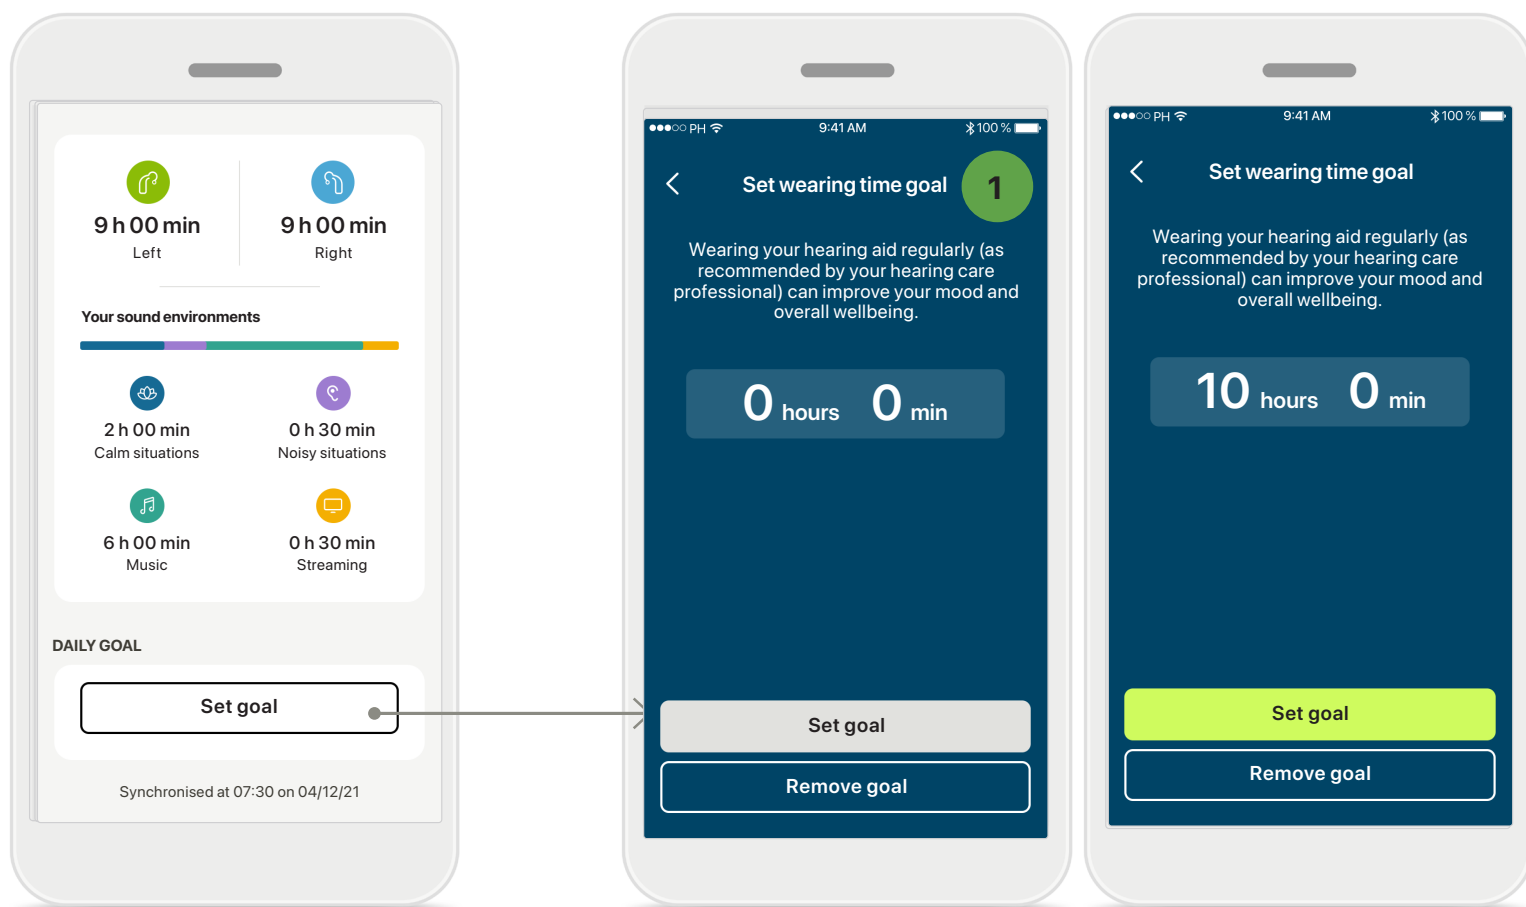 9 h 00 min
Left
9 h 00 min
Right
Your sound environments
2 h 00 min
Calm situations
0 h 30 min
Noisy situations
6 h 00 min
Music
0 h 30 min
Streaming
DAILY GOAL
Set goal
Synchronised at 07:30 on 04/12/21
PH 9:41 AM 100 %
Set wearing time goal
1
Wearing your hearing aid regularly (as
recommended by your hearing care
professional) can improve your mood and
overall wellbeing.
0 hours 0 min
Set goal
Remove goal
PH 9:41 AM 100 %
Set wearing time goal
Wearing your hearing aid regularly (as
recommended by your hearing care
professional) can improve your mood and
overall wellbeing.
10 hours 0 min
Set goal
Remove goal